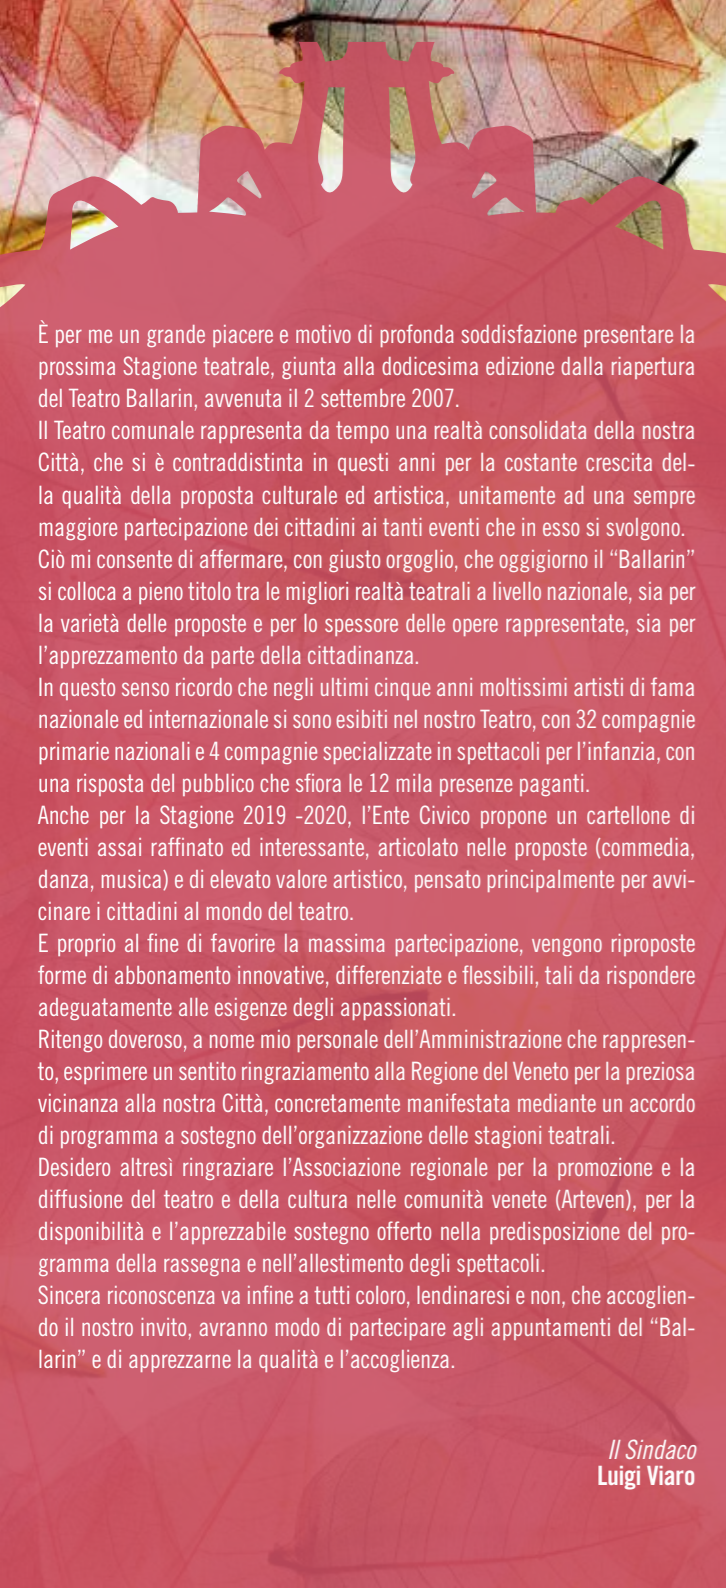 È per me un grande piacere e motivo di profonda soddisfazione presentare la
prossima Stagione teatrale, giunta alla dodicesima edizione dalla riapertura
del Teatro Ballarin, avvenuta il 2 settembre 2007.
Il Teatro comunale rappresenta da tempo una realtà consolidata della nostra
Città, che si è contraddistinta in questi anni per la costante crescita del-
la qualità della proposta culturale ed artistica, unitamente ad una sempre
maggiore partecipazione dei cittadini ai tanti eventi che in esso si svolgono.
Ciò mi consente di affermare, con giusto orgoglio, che oggigiorno il “Ballarin”
si colloca a pieno titolo tra le migliori realtà teatrali a livello nazionale, sia per
la varietà delle proposte e per lo spessore delle opere rappresentate, sia per
l’apprezzamento da parte della cittadinanza.
In questo senso ricordo che negli ultimi cinque anni moltissimi artisti di fama
nazionale ed internazionale si sono esibiti nel nostro Teatro, con 32 compagnie
primarie nazionali e 4 compagnie specializzate in spettacoli per l’infanzia, con
una risposta del pubblico che sfiora le 12 mila presenze paganti.
Anche per la Stagione 2019 -2020, l’Ente Civico propone un cartellone di
eventi assai raffinato ed interessante, articolato nelle proposte (commedia,
danza, musica) e di elevato valore artistico, pensato principalmente per avvi-
cinare i cittadini al mondo del teatro.
E proprio al fine di favorire la massima partecipazione, vengono riproposte
forme di abbonamento innovative, differenziate e flessibili, tali da rispondere
adeguatamente alle esigenze degli appassionati.
Ritengo doveroso, a nome mio personale dell’Amministrazione che rappresen-
to, esprimere un sentito ringraziamento alla Regione del Veneto per la preziosa
vicinanza alla nostra Città, concretamente manifestata mediante un accordo
di programma a sostegno dell’organizzazione delle stagioni teatrali.
Desidero altresì ringraziare l’Associazione regionale per la promozione e la
diffusione del teatro e della cultura nelle comunità venete (Arteven), per la
disponibilità e l’apprezzabile sostegno offerto nella predisposizione del pro-
gramma della rassegna e nell’allestimento degli spettacoli.
Sincera riconoscenza va infine a tutti coloro, lendinaresi e non, che accoglien-
do il nostro invito, avranno modo di partecipare agli appuntamenti del “Bal-
larin” e di apprezzarne la qualità e l’accoglienza.
Il Sindaco
Luigi Viaro